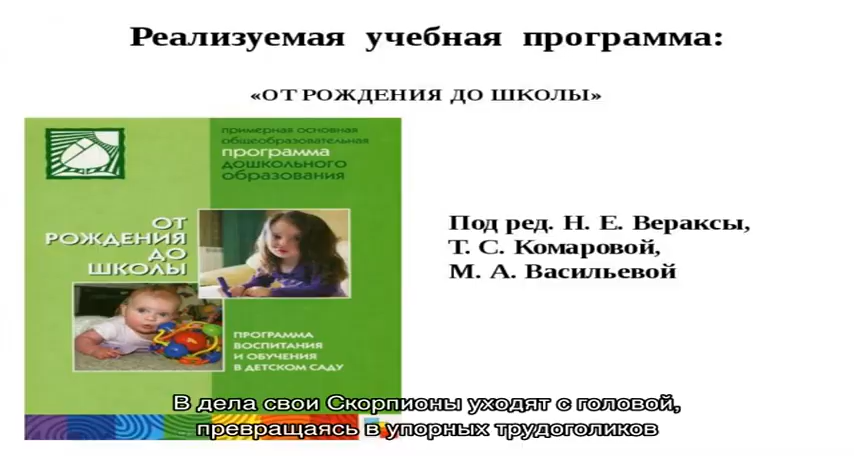 Реализуемая учебная программа:
«ОТ РОЖДЕНИЯ ДО ШКОЛЫ»
примерная основная
общеобразовательная
программа
дошкольного
образования
ОТ
РОЖДЕНИЯ
ДО
ШКОЛЫ
ПРОГРАММА
ВОСПИТАНИЯ
И ОБУЧЕНИЯ
В ДЕТСКОМ САДУ
Под ред. Н. Е. Вераксы,
Т. С. Комаровой,
М. А. Васильевой
В дела свои Скорпионы уходят с головой,
превращаясь в упорных трудоголиков